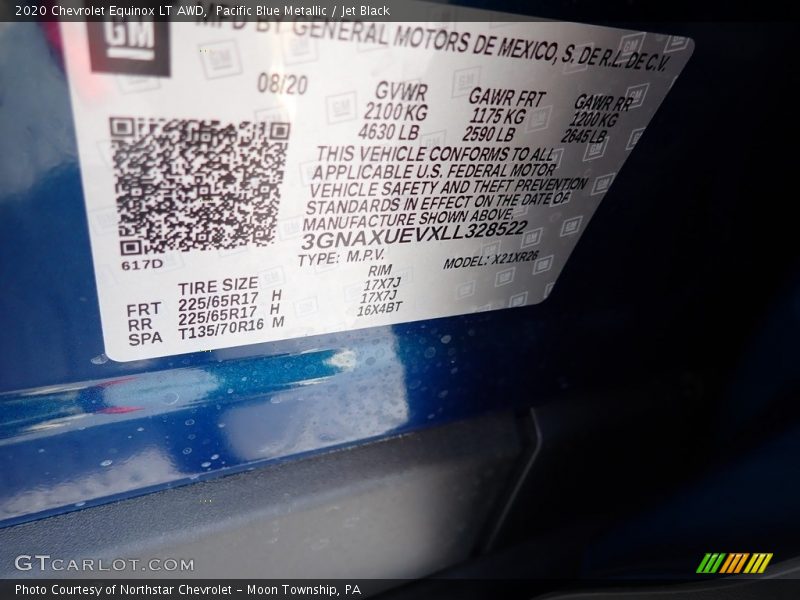 2020 Chevrolet Equinox LT AWD, Pacific Blue Metallic / Jet Black
GM
MFD BY GENERAL MOTORS DE MEXICO, S. DE R.L. DE C.V.
08/20
GVWR GAWR FRT GAWR RR
2100 KG 1175 KG 1200 KG
4630 LB 2590 LB 2645 LB
THIS VEHICLE CONFORMS TO ALL
APPLICABLE U.S. FEDERAL MOTOR
VEHICLE SAFETY AND THEFT PREVENTION
STANDARDS IN EFFECT ON THE DATE OF
MANUFACTURE SHOWN ABOVE.
3GNAXUEVXLL328522
617D
TYPE: M.P.V. MODEL: X21XR26
TIRE SIZE RIM
FRT 225/65R17 H 17X7J
RR 225/65R17 H 17X7J
SPA T135/70R16 M 16X4BT
GTCARLOT.COM
Photo Courtesy of Northstar Chevrolet - Moon Township, PA